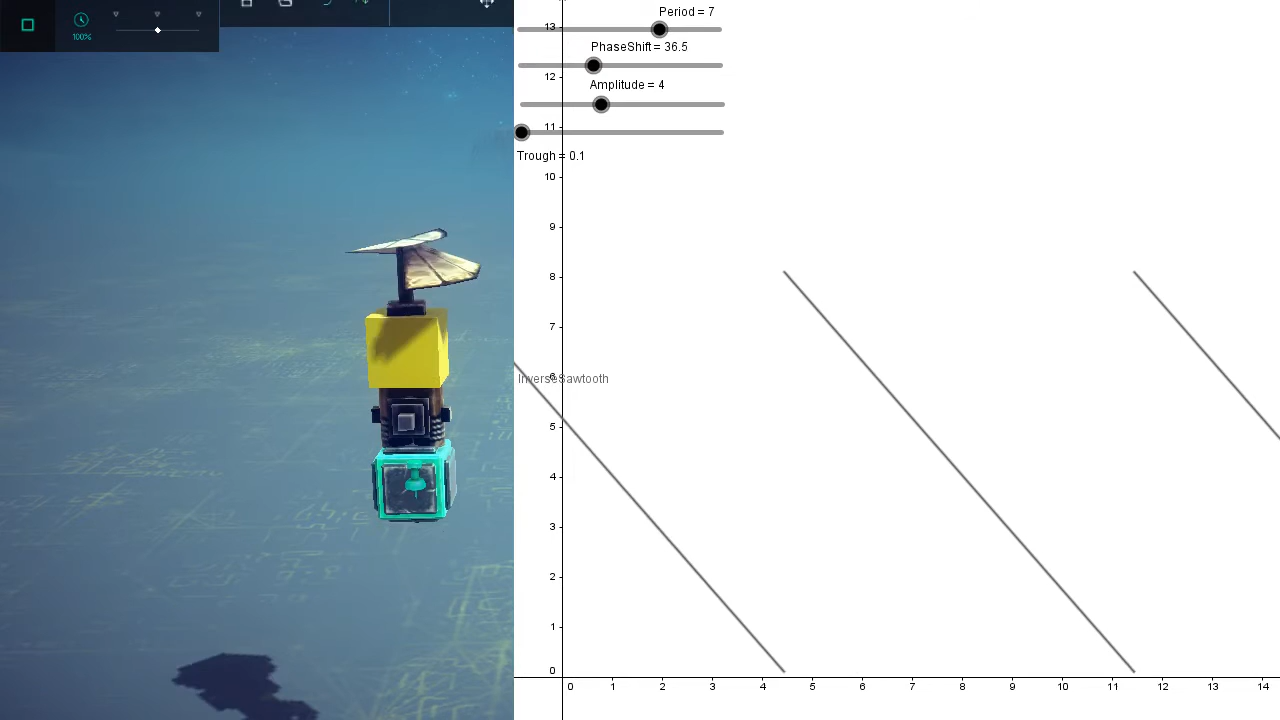 100%
Period = 7
PhaseShift = 36.5
Amplitude = 4
Trough = 0.1
InverseSawtooth
13
12
11
10
9
8
7
6
5
4
3
2
1
0
0 1 2 3 4 5 6 7 8 9 10 11 12 13 14